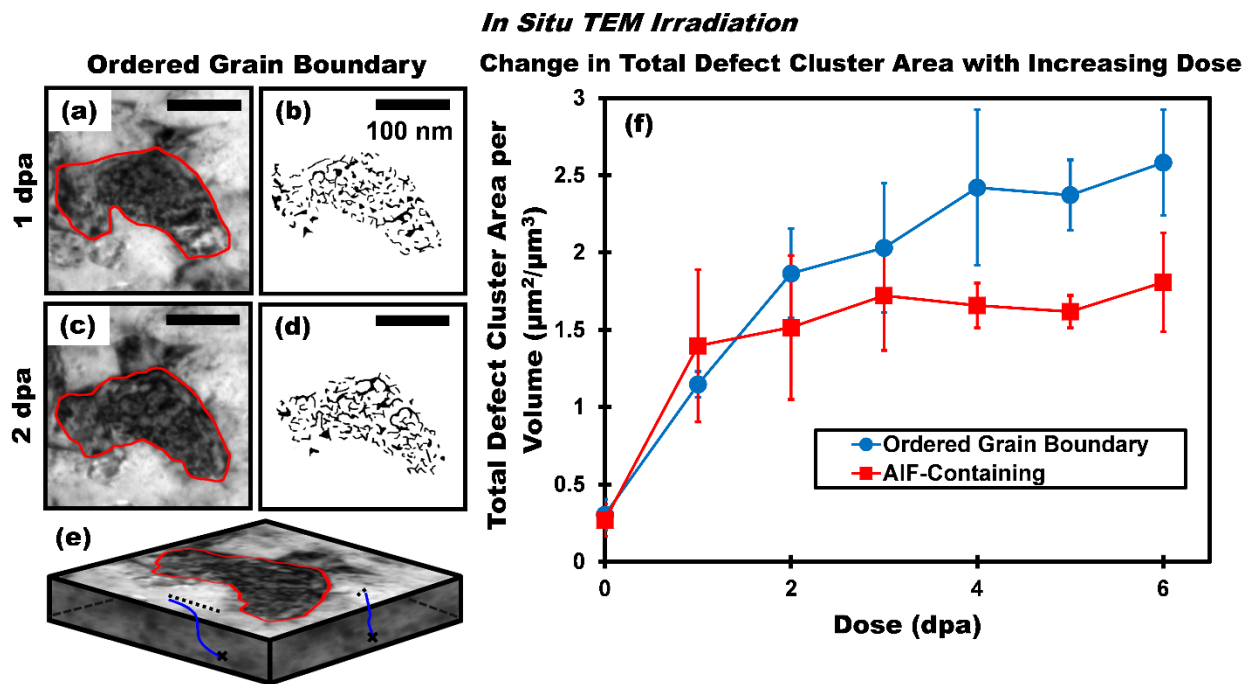 In Situ TEM Irradiation
Ordered Grain Boundary
Change in Total Defect Cluster Area with Increasing Dose
1 dpa
(a)
(b)
100 nm
2 dpa
(c)
(d)
(e)
(f)
Total Defect Cluster Area per
Volume (µm²/µm³)
3
2.5
2
1.5
1
0.5
0
Ordered Grain Boundary
AIF-Containing
0
2
4
6
Dose (dpa)